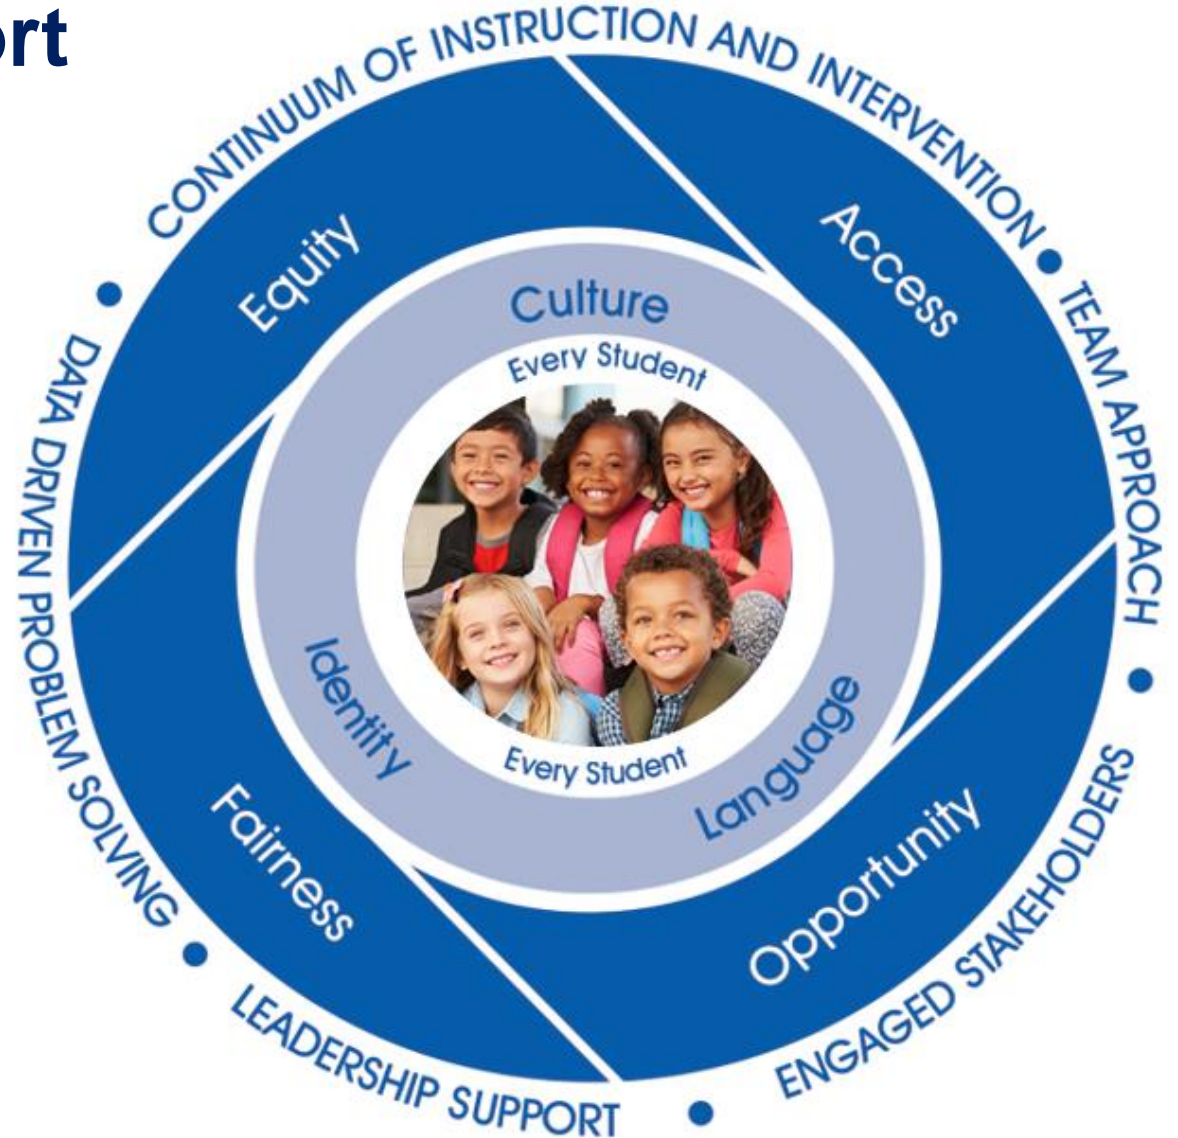 ort
CONTINUUM OF INSTRUCTION AND INTERVENTION
TEAM APPROACH
ENGAGED STAKEHOLDERS
LEADERSHIP SUPPORT
DATA DRIVEN PROBLEM SOLVING
Equity
Access
Opportunity
Fairness
Culture
Language
Identity
Every Student
Every Student